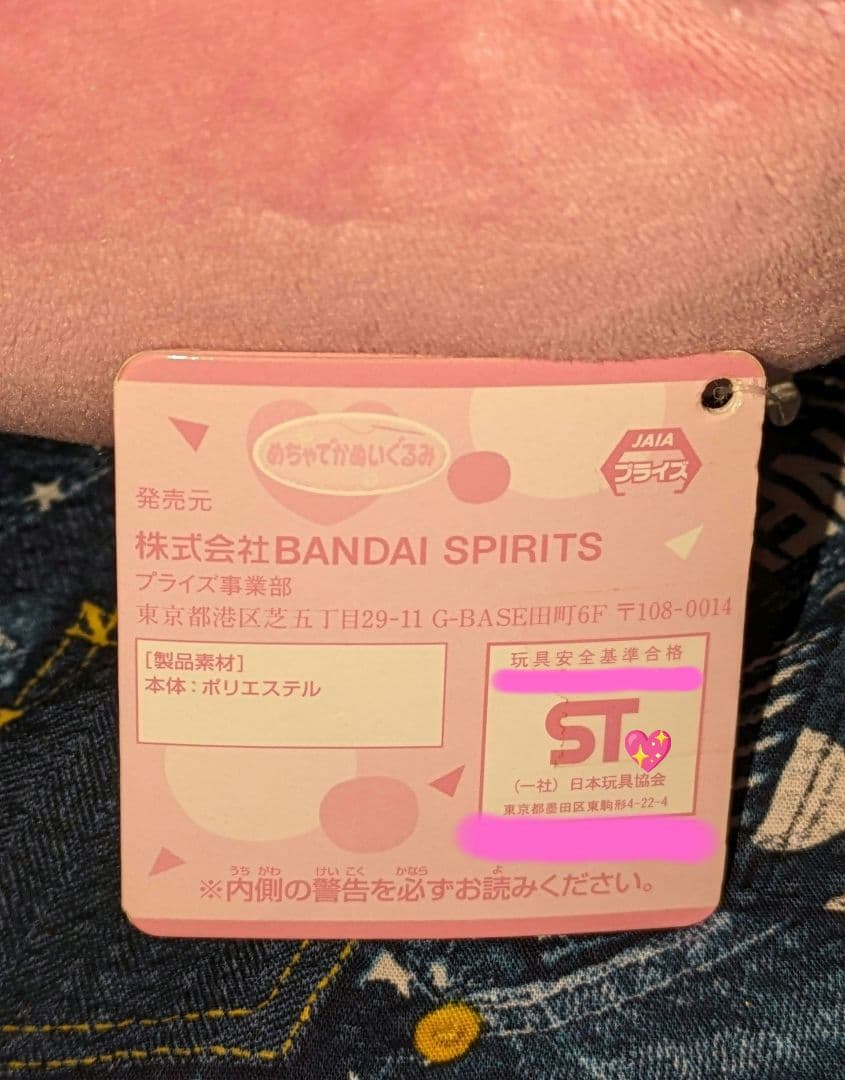 めちゃでかぬいぐるみ
JAIA
プライズ
発売元
株式会社BANDAI SPIRITS
プライズ事業部
東京都港区芝五丁目29-11 G-BASE田町6F 〒108-0014
[製品素材]
本体：ポリエステル
玩具安全基準合格
ST
(一社) 日本玩具協会
東京都墨田区東駒形4-22-4
うちがわ けいこく かなら よ
※内側の警告を必ずお読みください。